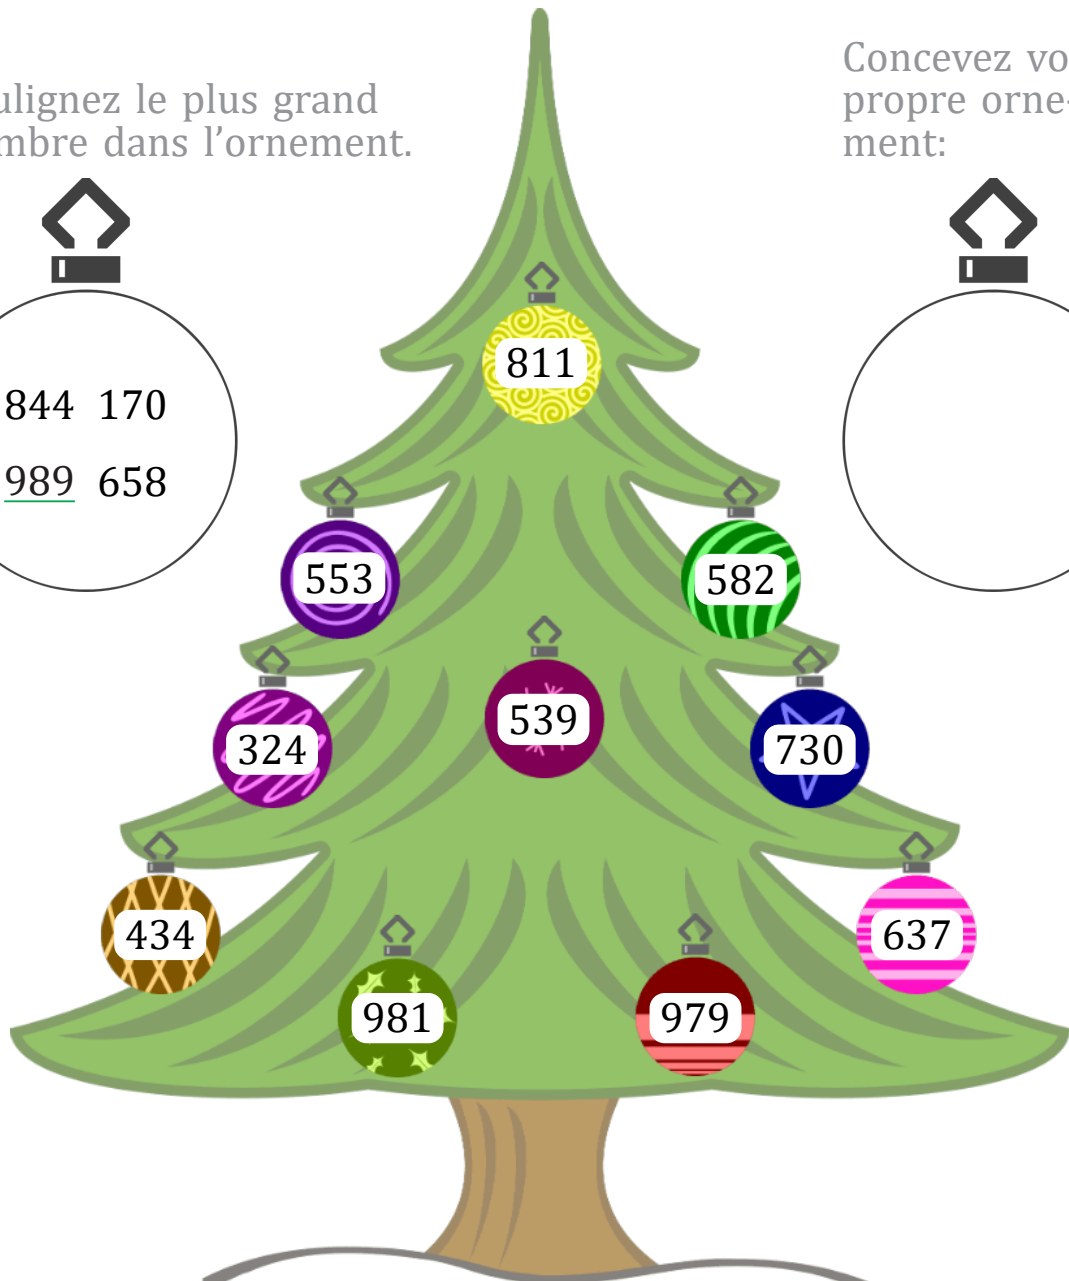 ulignez le plus grand
mbre dans l'ornement.
Concevez vo
propre orne-
ment:
844 170
989 658
811
553
582
324
539
730
434
637
981
979